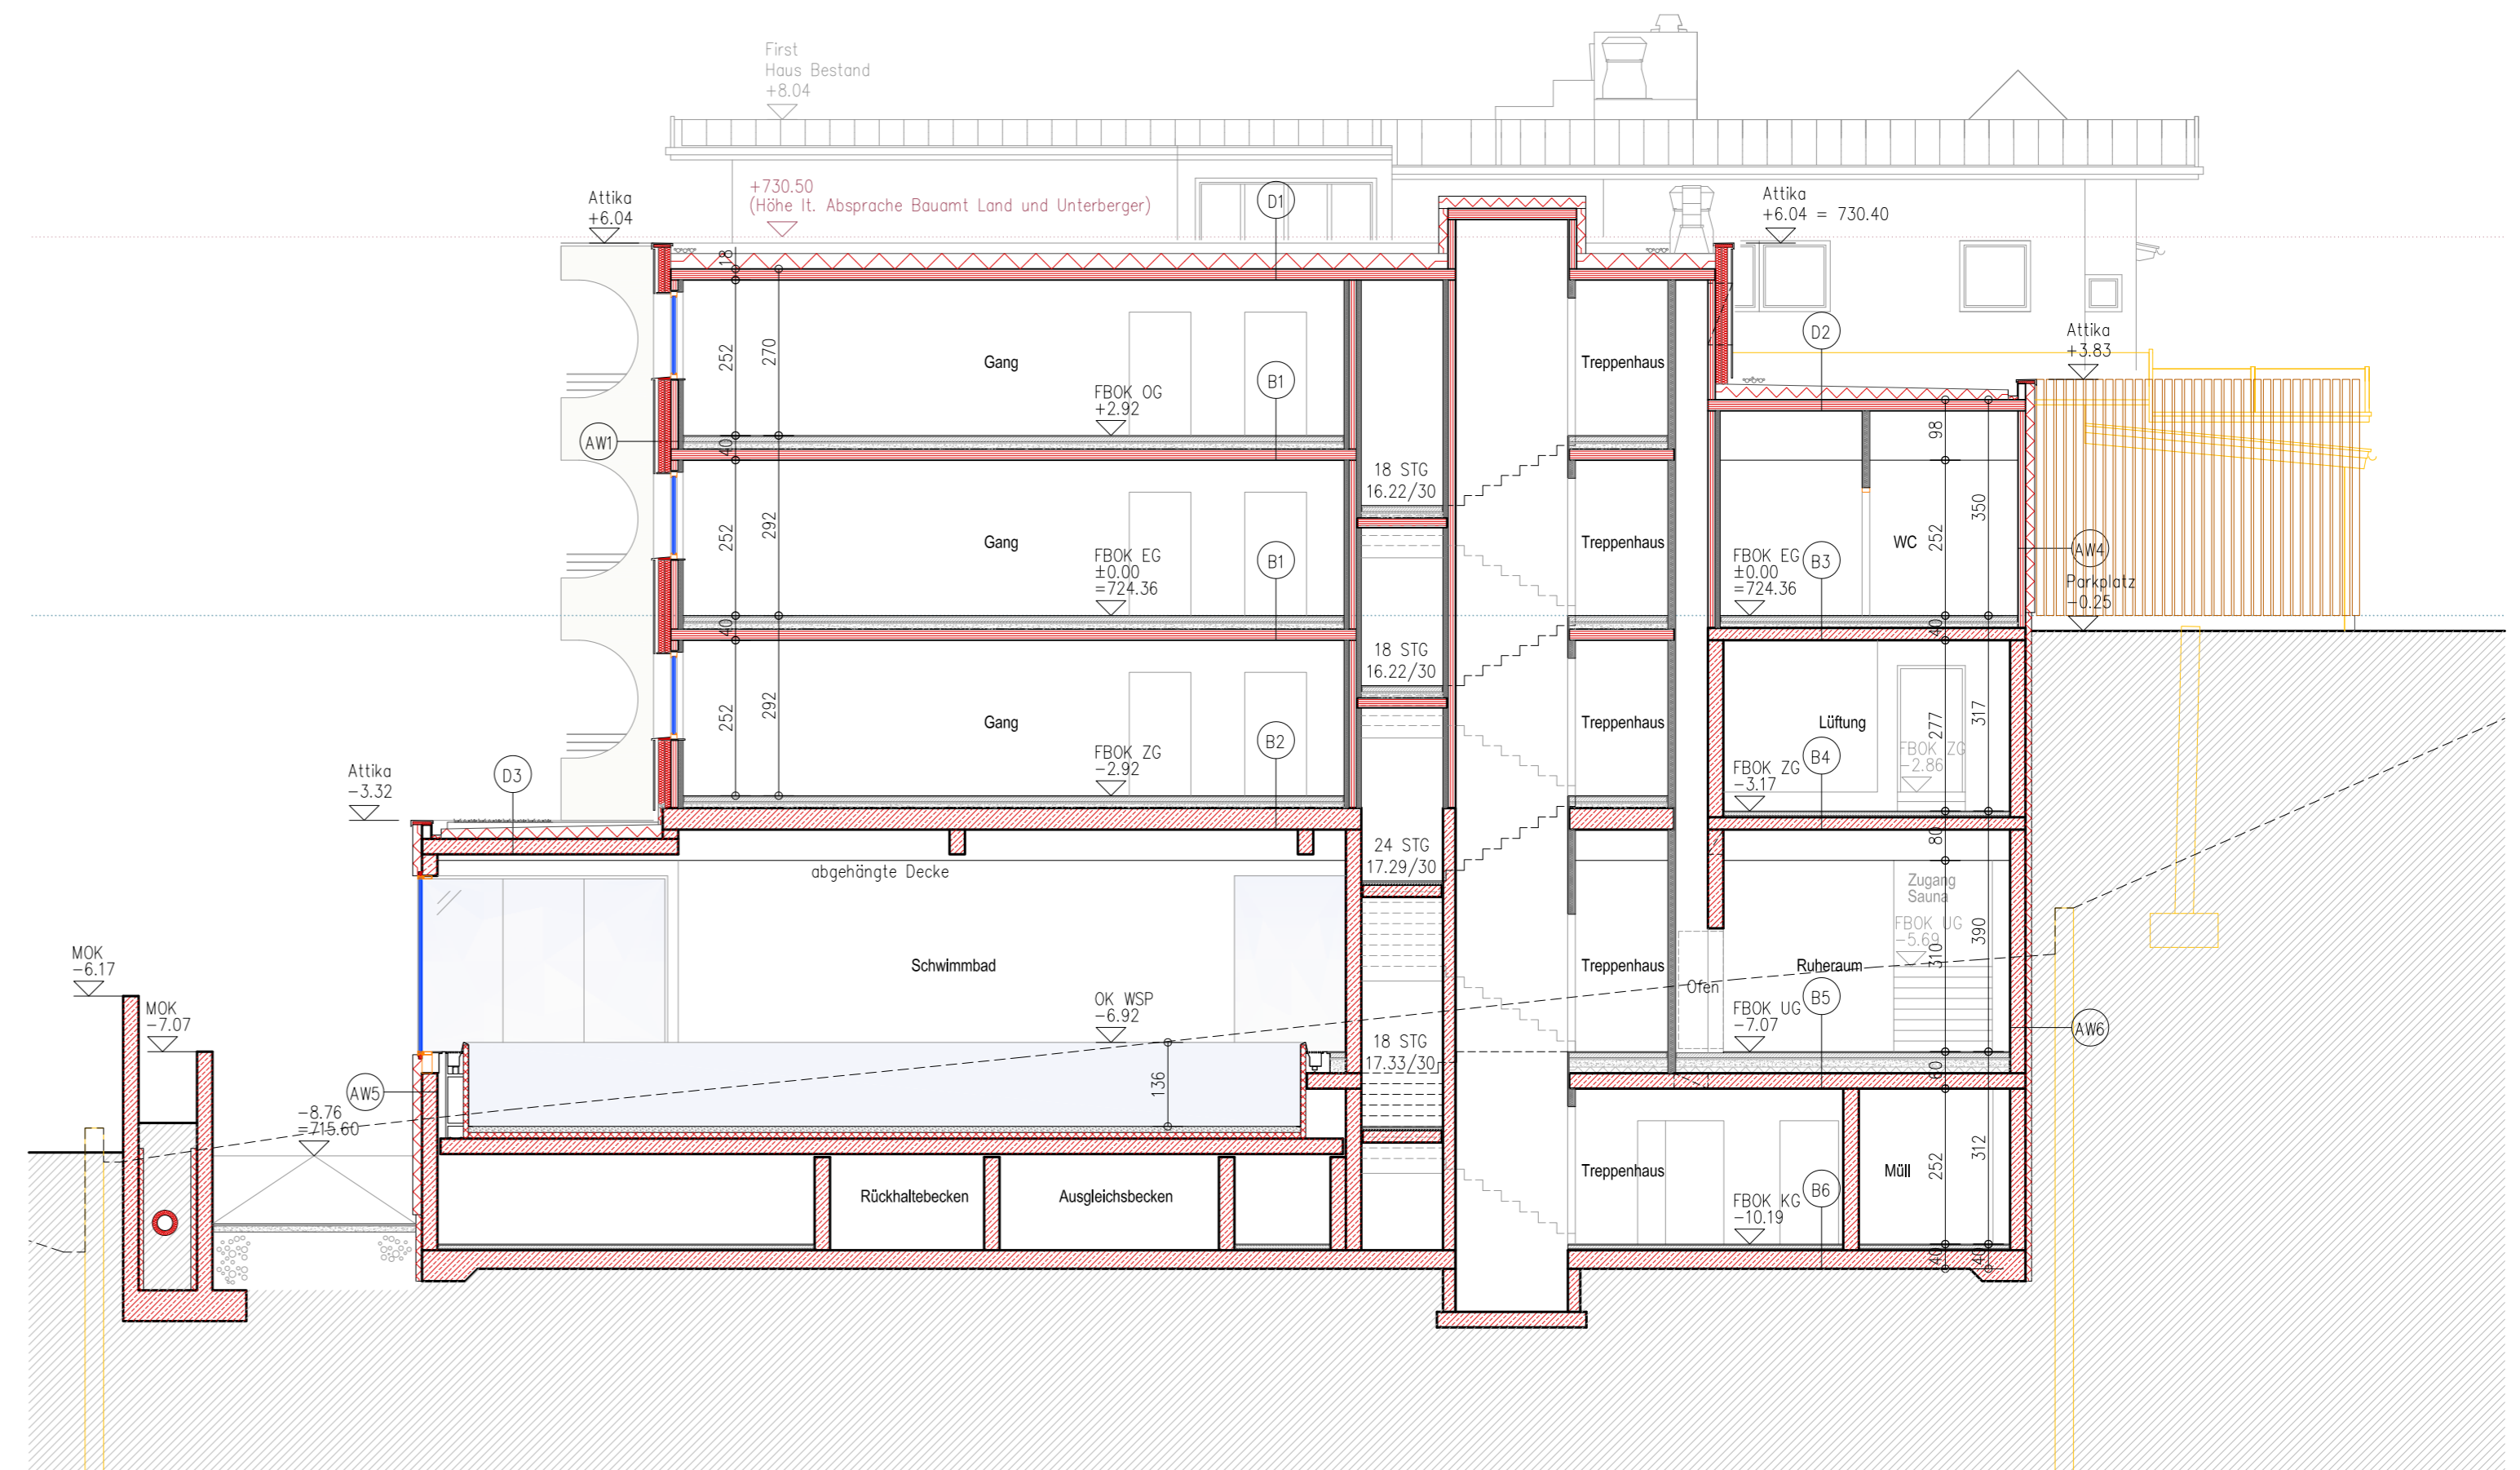 First
Haus Bestand
+8.04
+730.50
(Höhe lt. Absprache Bauamt Land und Unterberger)
Attika
+6.04
D1
Attika
+6.04 = 730.40
18
252
270
Gang
FBOK OG
+2.92
B1
Treppenhaus
D2
Attika
+3.83
AW1
40
18 STG
16.22/30
98
350
252
292
Gang
FBOK EG
±0.00
=724.36
B1
Treppenhaus
FBOK EG
±0.00
=724.36
B3
WC
252
AW4
Parkplatz
-0.25
40
18 STG
16.22/30
40
252
292
Gang
FBOK ZG
-2.92
B2
Treppenhaus
Lüftung
277
317
FBOK ZG
-3.17
B4
FBOK ZG
-2.86
Attika
-3.32
D3
abgehängte Decke
24 STG
17.29/30
80
Zugang
Sauna
FBOK UG
-5.69
310
390
MOK
-6.17
MOK
-7.07
Schwimmbad
OK WSP
-6.92
Treppenhaus
Ofen
Ruheraum
FBOK UG
-7.07
B5
AW6
136
18 STG
17.33/30
60
AW5
-8.76
=715.60
Rückhaltebecken
Ausgleichsbecken
Treppenhaus
FBOK KG
-10.19
B6
Müll
252
312
40
40